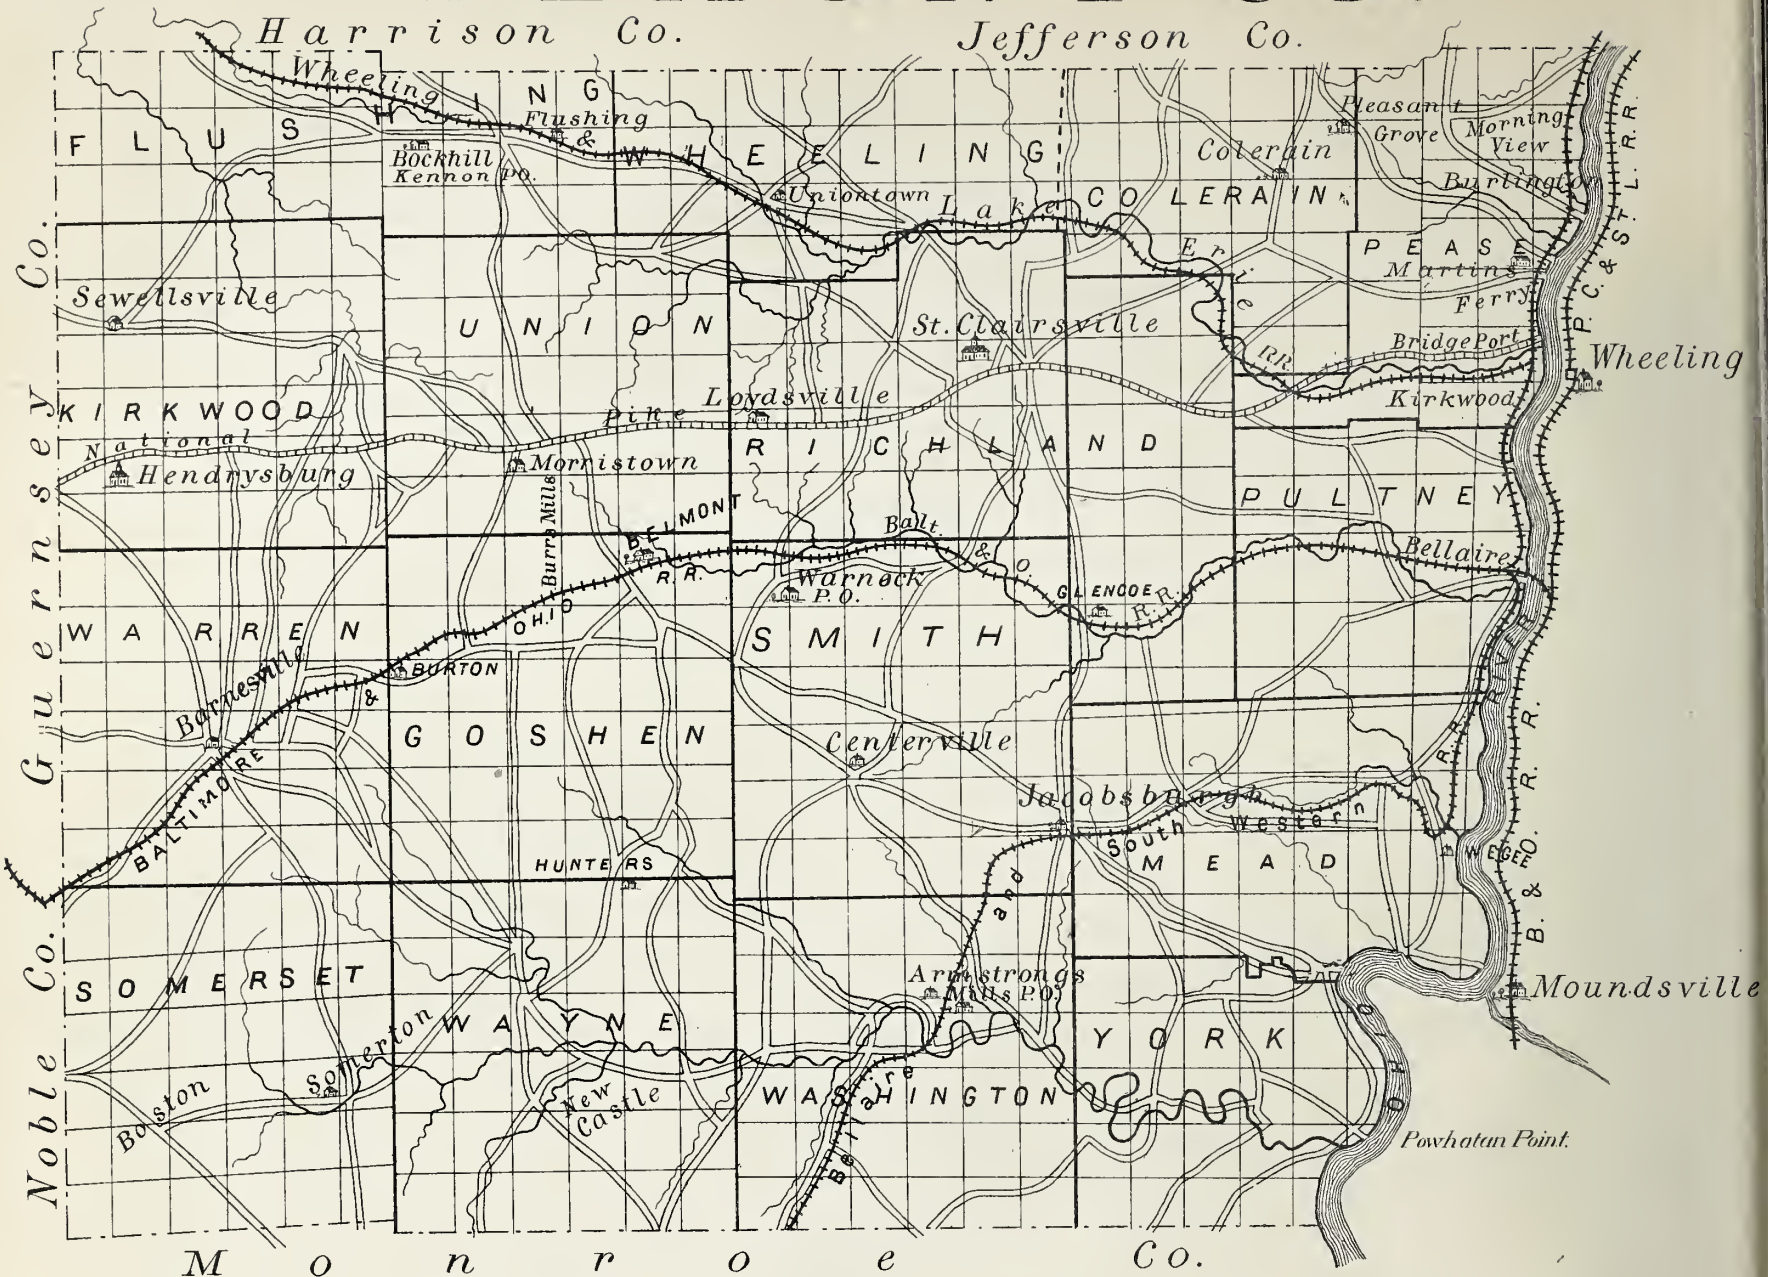 Harrison Co.
Jefferson Co.
Guernsey Co.
Noble Co.
Monroe Co.
FLUSHING
Wheeling
&
Lake
Erie
RR.
Flushing
Bockhill
Kennon P.O.
WHEELING
Uniontown
COLERAIN
Colerain
Pleasant
Grove
Morning
View
Burlington
PEASE
Martins
Ferry
BridgePort
Kirkwood
Wheeling
P. C. & ST. L. R.R.
Sewellsville
UNION
St. Clairsville
KIRKWOOD
National
Pike
Loydsville
Hendrysburg
Morristown
RICHLAND
PULTNEY
Burrs Mills
BELMONT
R.R.
Balt.
& O.
R.R.
Bellaire
Warnock
P.O.
GLENCOE
WARREN
OHIO
SMITH
Barnesville
BURTON
&
BALTIMORE
GOSHEN
Centerville
Jacobsburgh
South Western
R.R.
RIVER
MEAD
WEGEE
B. & O. R. R.
HUNTERS
and
SOMERSET
Armstrongs
Mills P.O.
Moundsville
WAYNE
Somerton
YORK
OHIO
Boston
New
Castle
WASHINGTON
Bellaire
Powhatan Point.